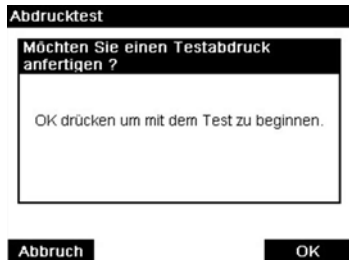 Abdrucktest
Möchten Sie einen Testabdruck
anfertigen ?
OK drücken um mit dem Test zu beginnen.
Abbruch OK